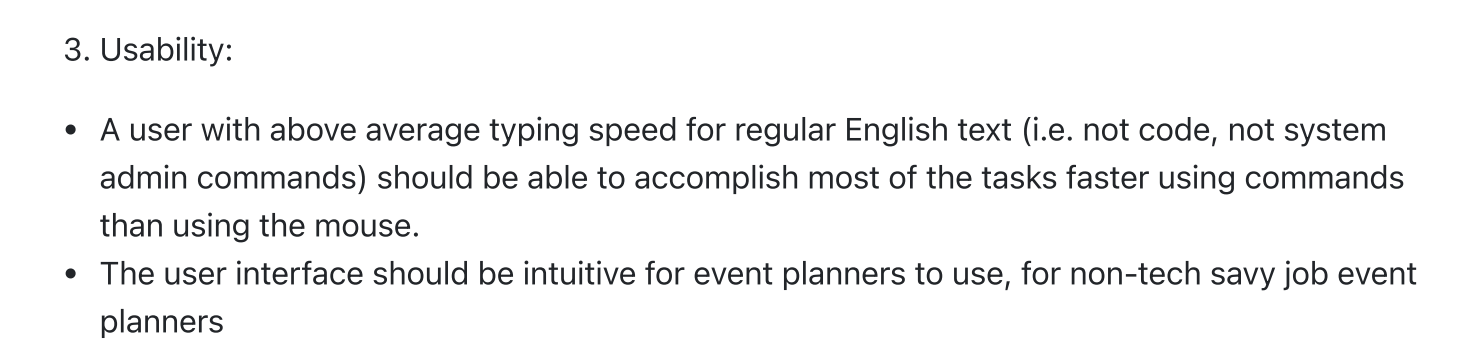 3. Usability:
• A user with above average typing speed for regular English text (i.e. not code, not system
admin commands) should be able to accomplish most of the tasks faster using commands
than using the mouse.
• The user interface should be intuitive for event planners to use, for non-tech savy job event
planners